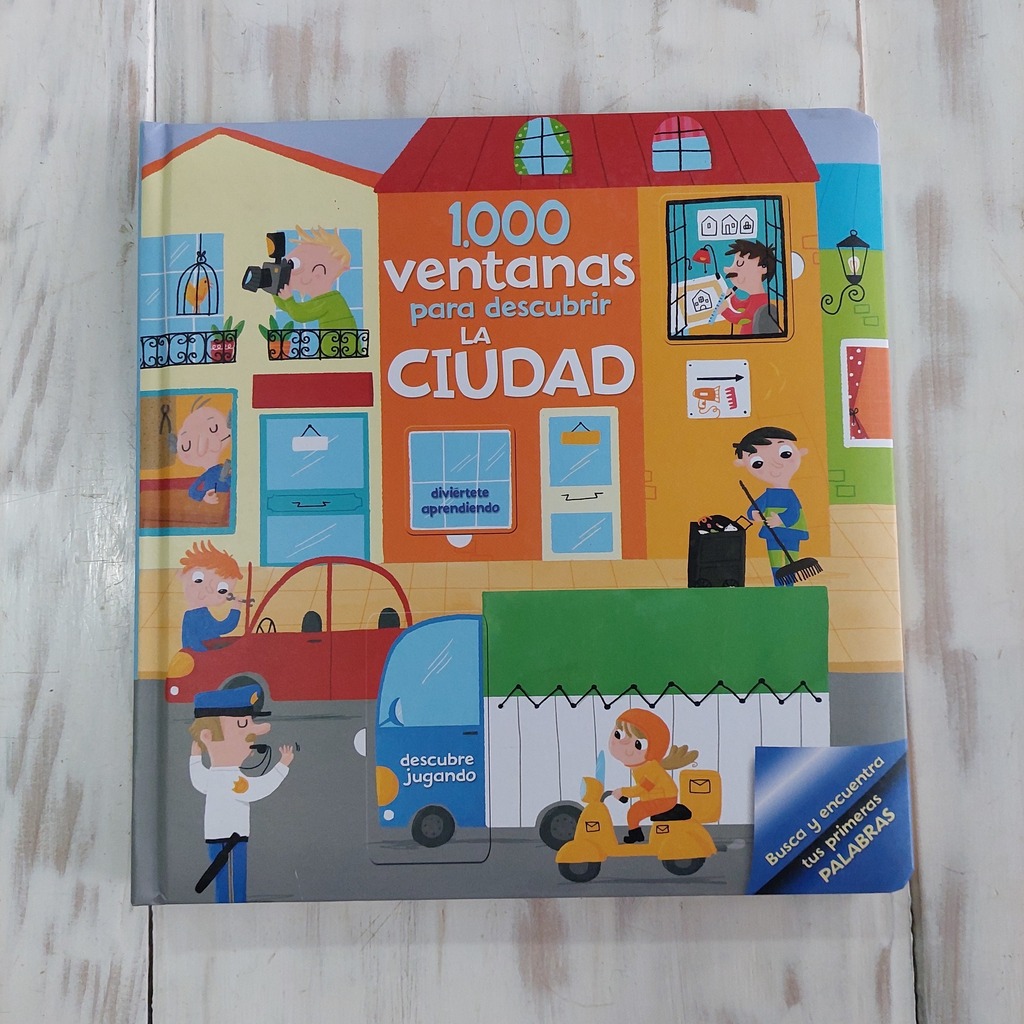 1.000
ventanas
para descubrir
LA
CIUDAD
diviértete
aprendiendo
descubre
jugando
Busca y encuentra
tus primeras
PALABRAS